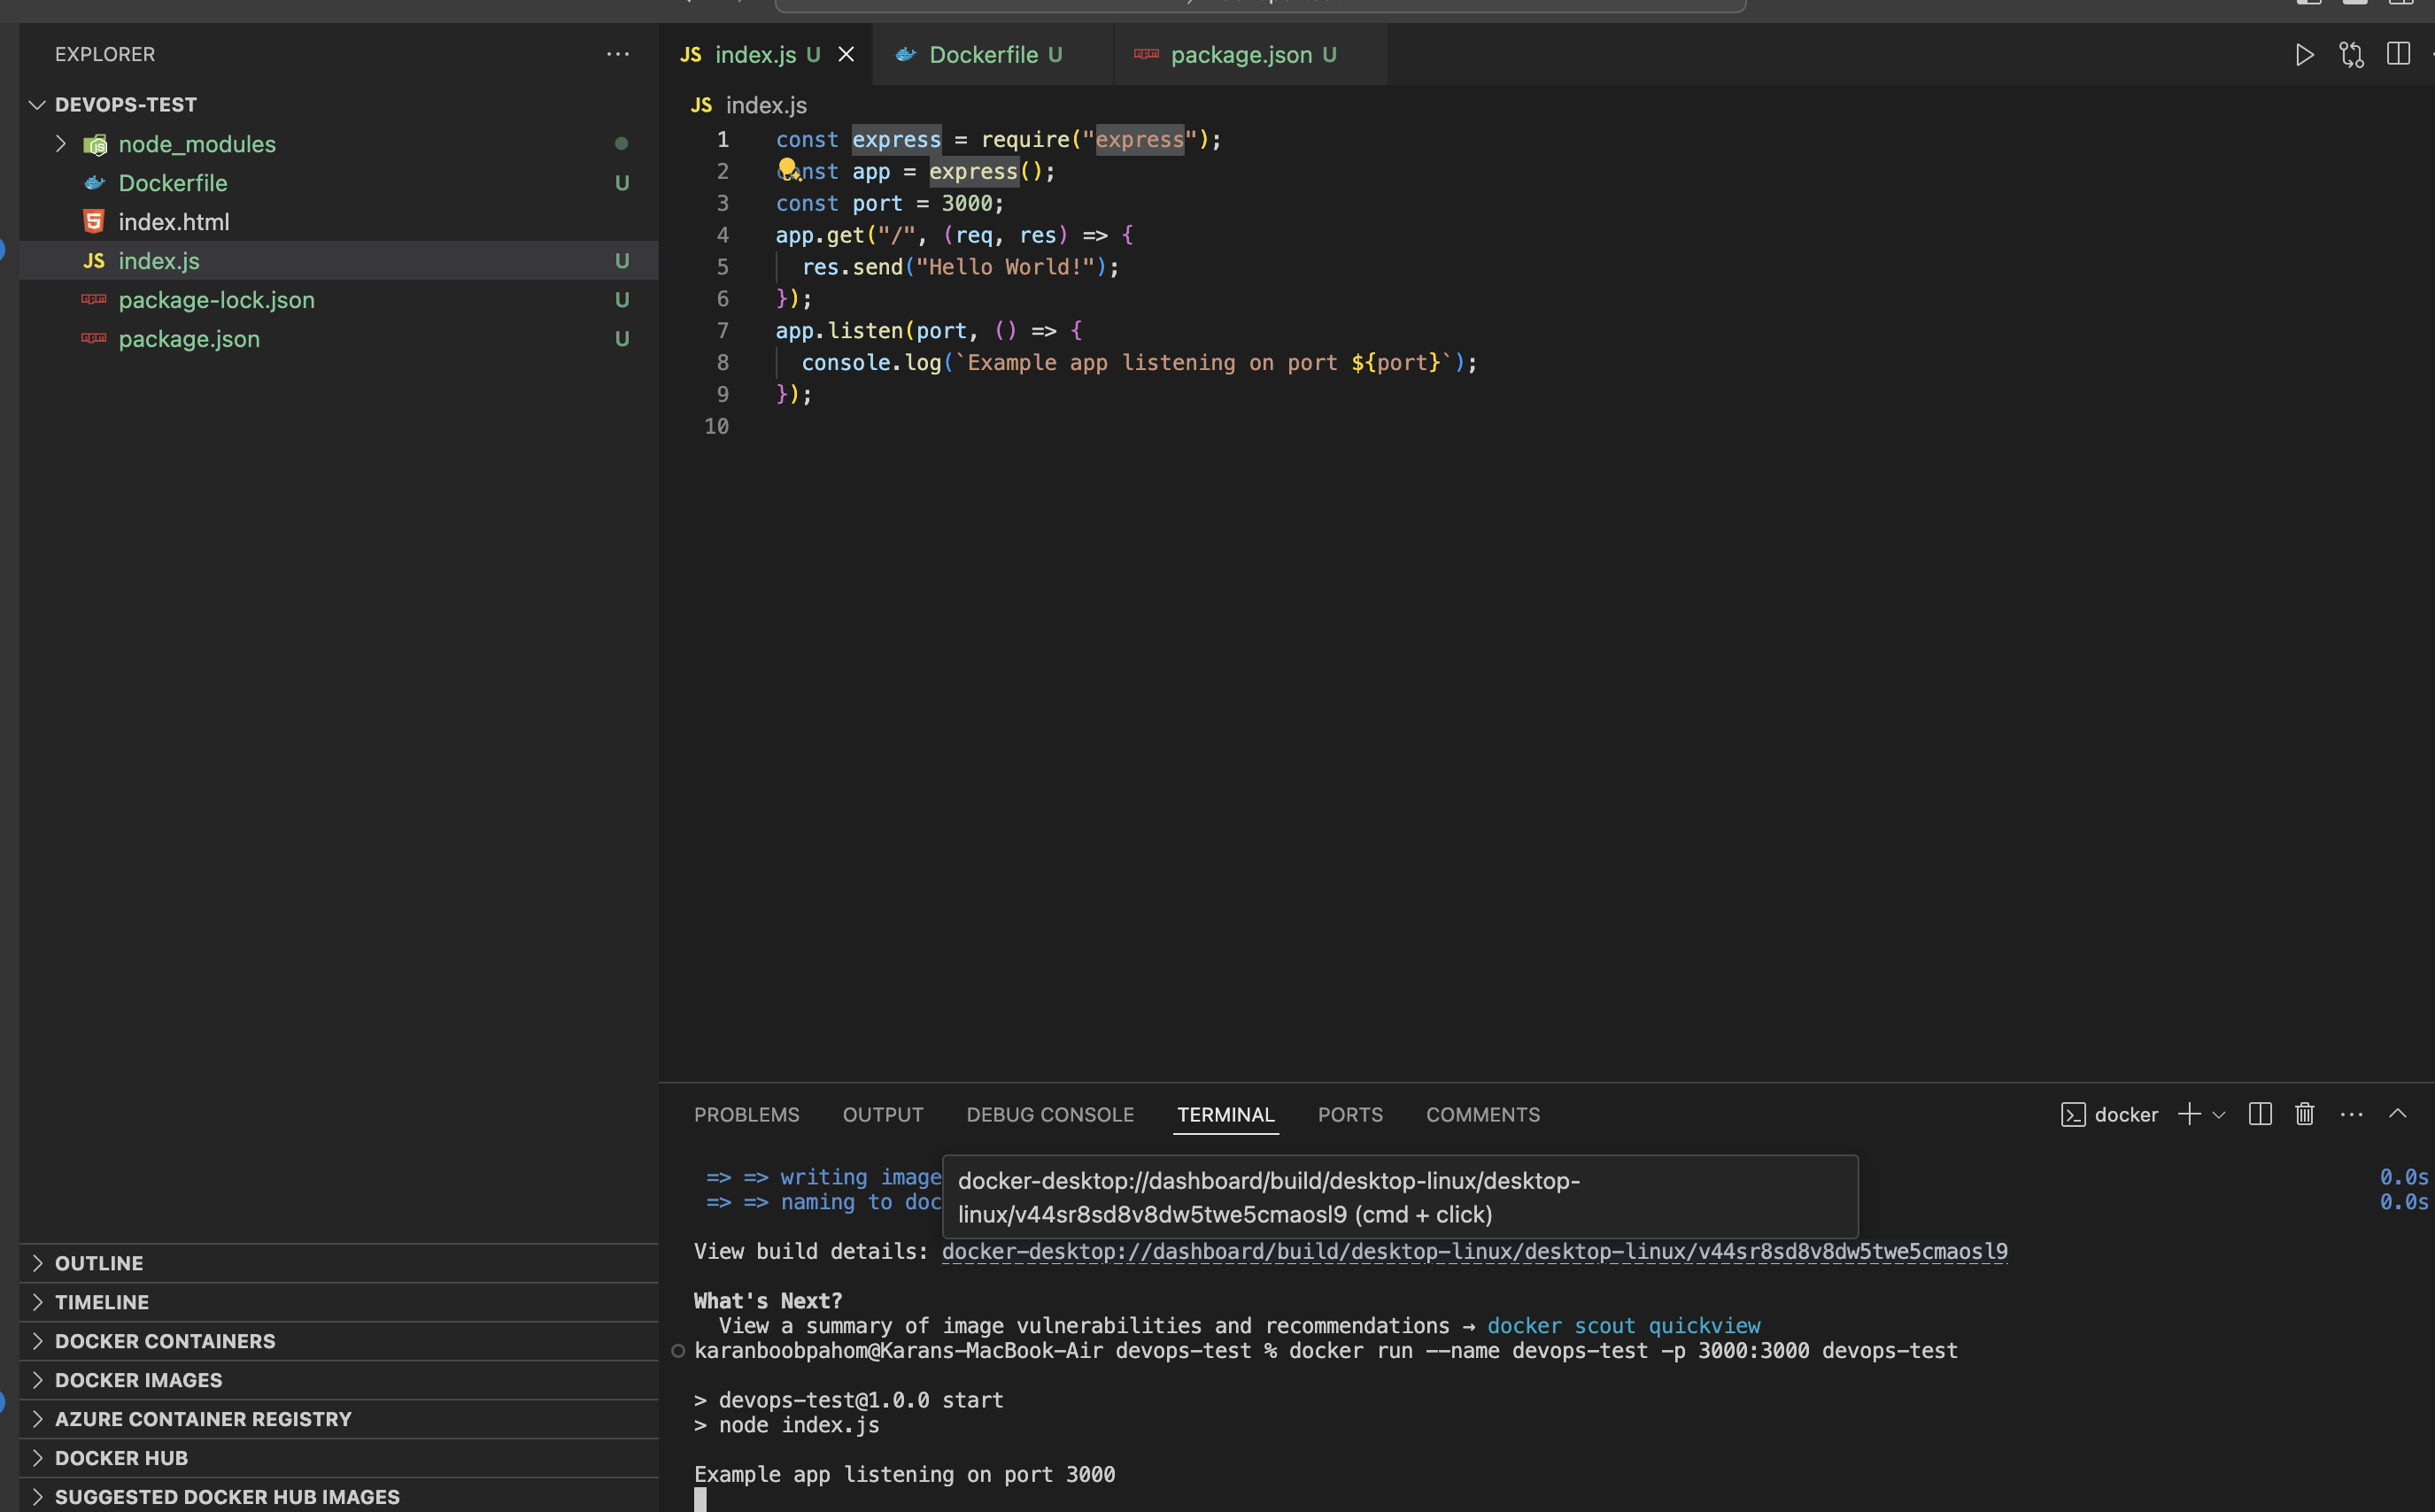 EXPLORER
DEVOPS-TEST
node_modules
Dockerfile U
index.html
JS index.js U
package-lock.json U
package.json U
OUTLINE
TIMELINE
DOCKER CONTAINERS
DOCKER IMAGES
AZURE CONTAINER REGISTRY
DOCKER HUB
SUGGESTED DOCKER HUB IMAGES
JS index.js U
Dockerfile U
package.json U
JS index.js
1 const express = require("express");
2 const app = express();
3 const port = 3000;
4 app.get("/", (req, res) => {
5 res.send("Hello World!");
6 });
7 app.listen(port, () => {
8 console.log(`Example app listening on port ${port}`);
9 });
10
PROBLEMS OUTPUT DEBUG CONSOLE TERMINAL PORTS COMMENTS
docker
=> => writing image 0.0s
=> => naming to doc 0.0s
docker-desktop://dashboard/build/desktop-linux/desktop-
linux/v44sr8sd8v8dw5twe5cmaosl9 (cmd + click)
View build details: docker-desktop://dashboard/build/desktop-linux/desktop-linux/v44sr8sd8v8dw5twe5cmaosl9
What's Next?
View a summary of image vulnerabilities and recommendations → docker scout quickview
karanboobpahom@Karans-MacBook-Air devops-test % docker run --name devops-test -p 3000:3000 devops-test
> devops-test@1.0.0 start
> node index.js
Example app listening on port 3000